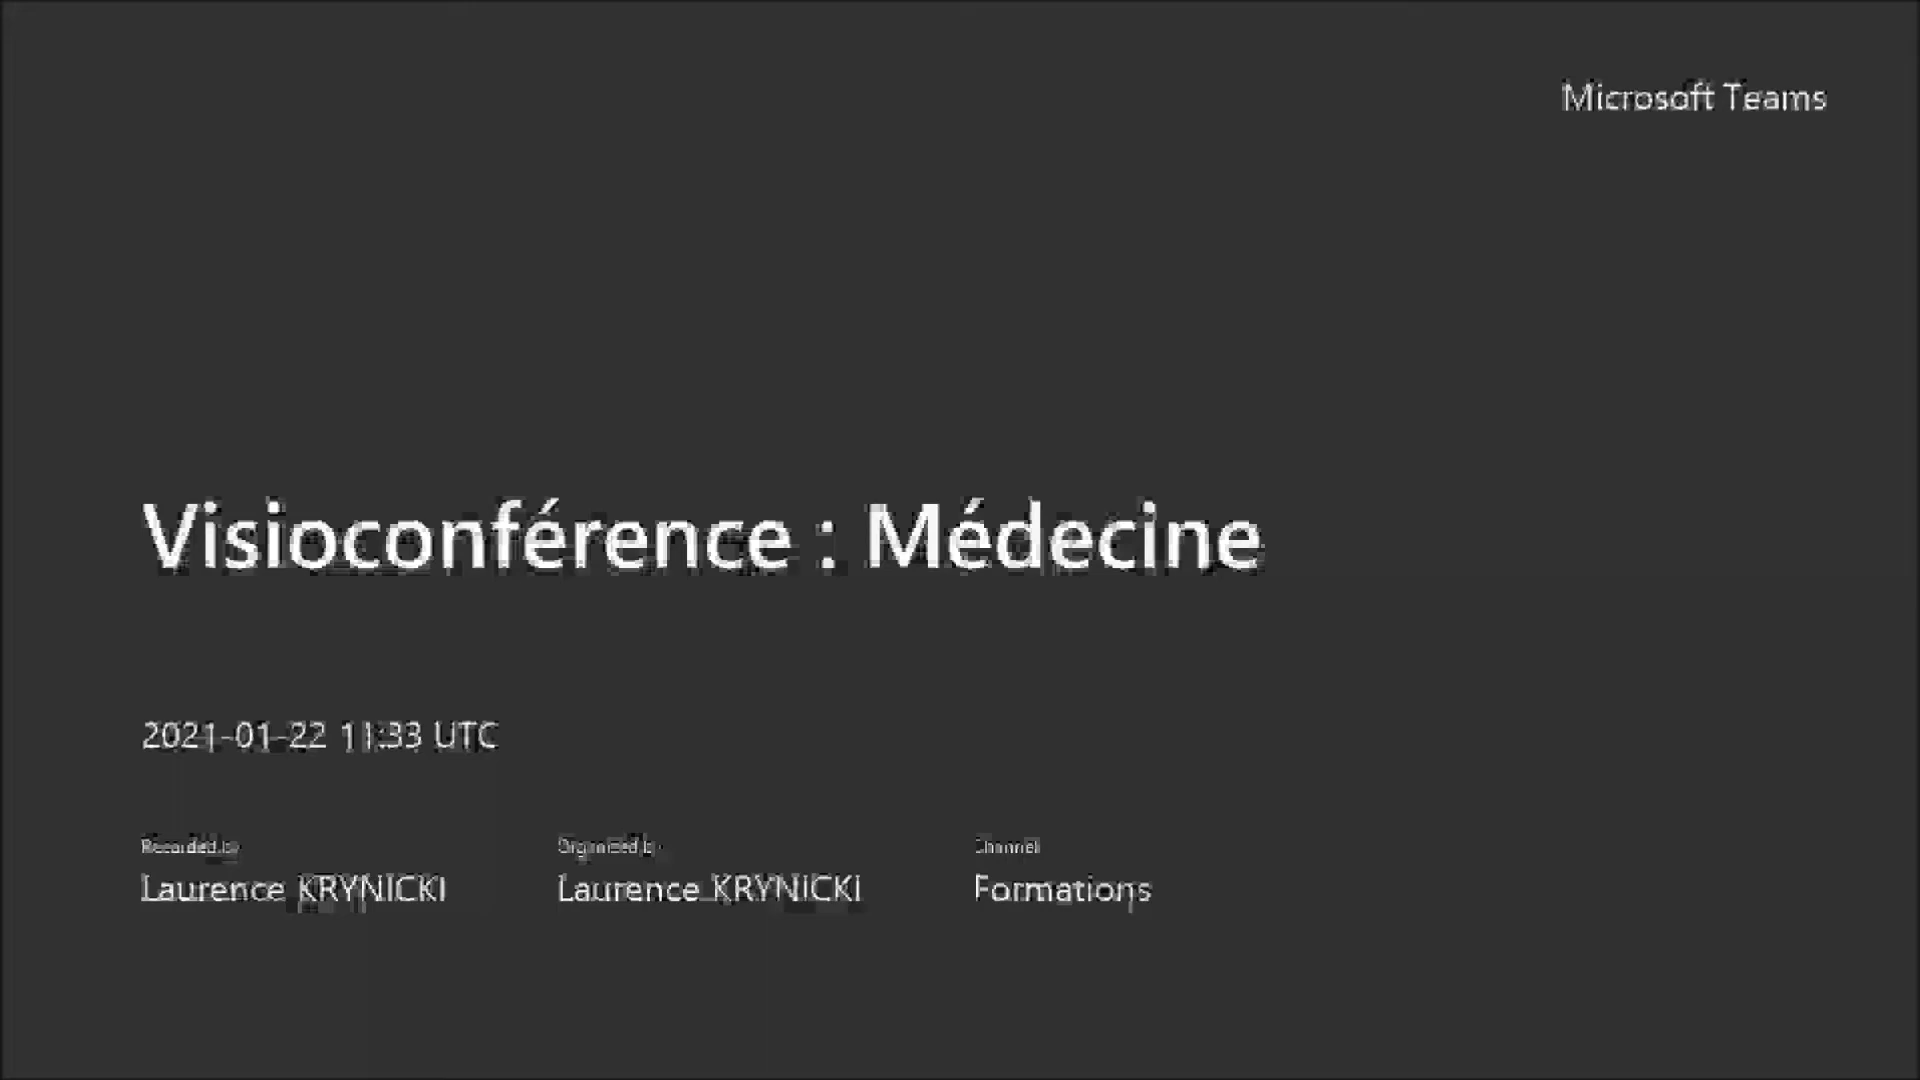 Microsoft Teams
Visioconférence : Médecine
2021-01-22 11:33 UTC
Recorded by
Organized by
Channel
Laurence KRYNICKI
Laurence KRYNICKI
Formations